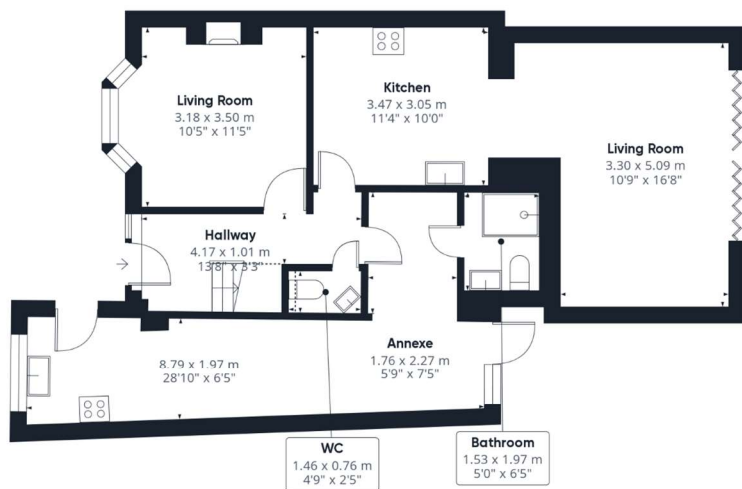 Living Room
3.18 x 3.50 m
10'5" x 11'5"
Kitchen
3.47 x 3.05 m
11'4" x 10'0"
Living Room
3.30 x 5.09 m
10'9" x 16'8"
Hallway
4.17 x 1.01 m
13'8" x 3'3"
8.79 x 1.97 m
28'10" x 6'5"
Annexe
1.76 x 2.27 m
5'9" x 7'5"
WC
1.46 x 0.76 m
4'9" x 2'5"
Bathroom
1.53 x 1.97 m
5'0" x 6'5"